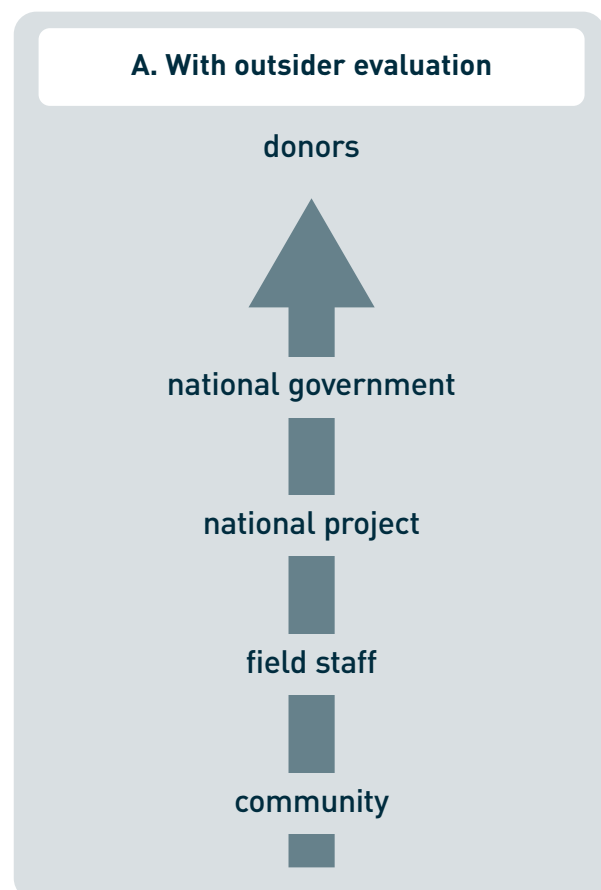 A. With outsider evaluation
donors
national government
national project
field staff
community